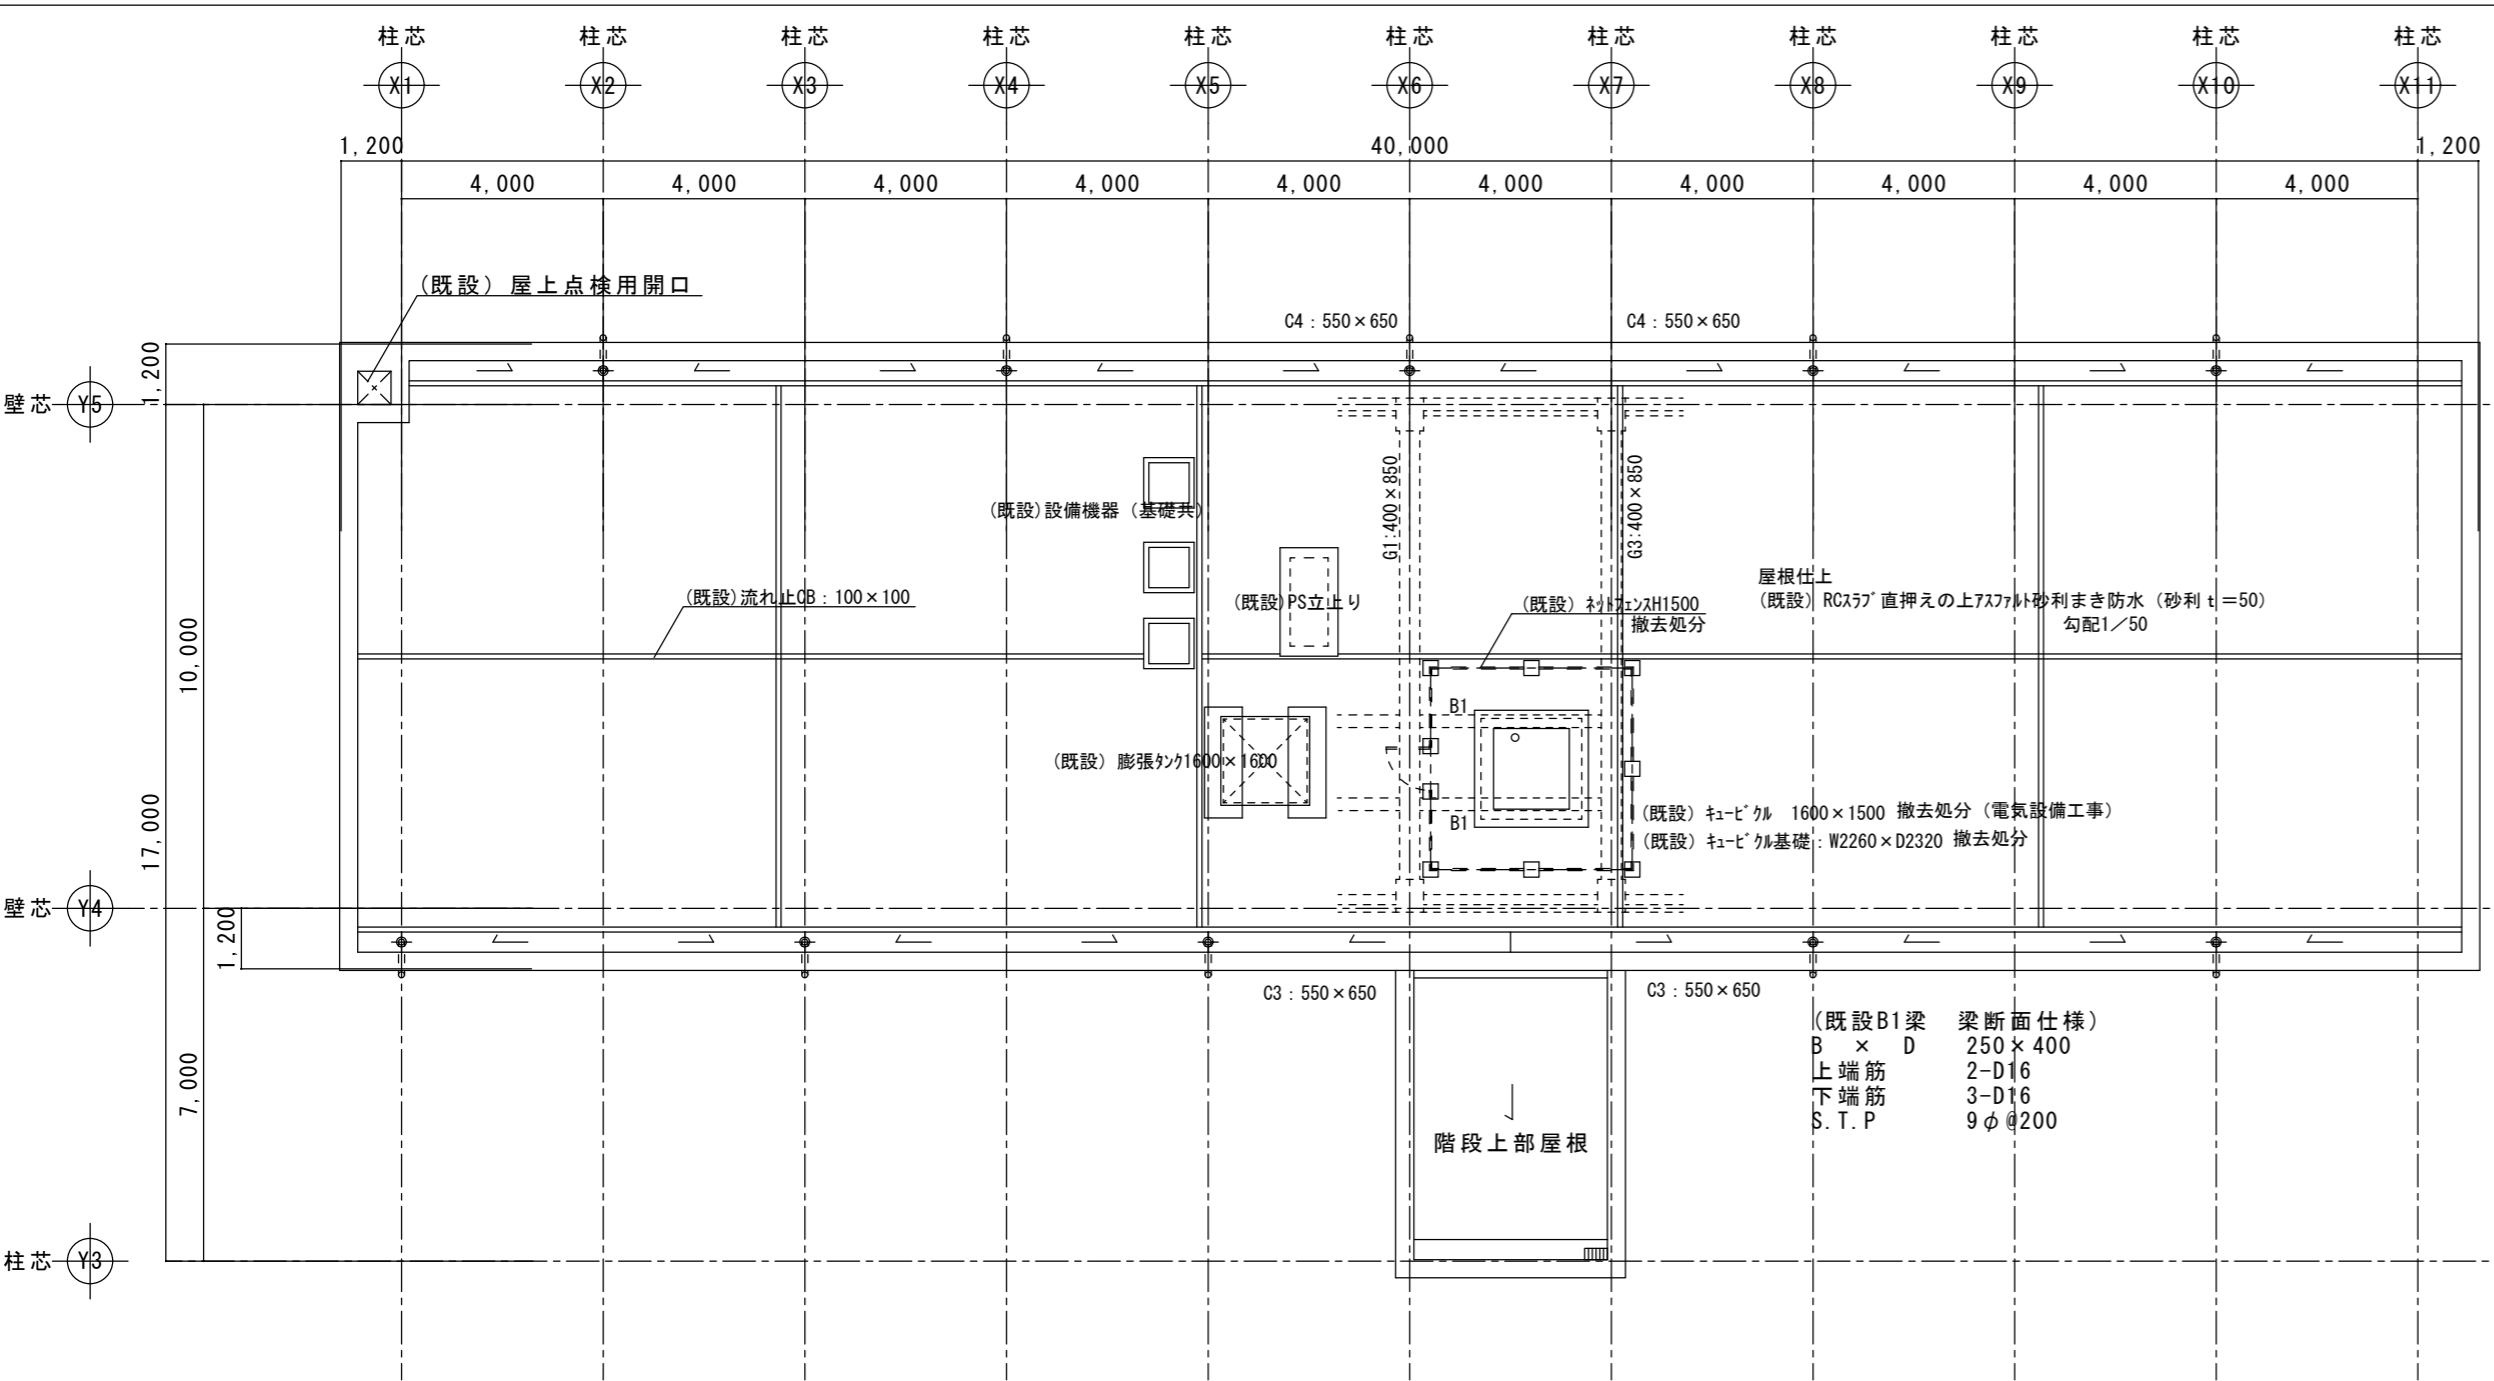 柱芯 柱芯 柱芯 柱芯 柱芯 柱芯 柱芯 柱芯 柱芯 柱芯 柱芯
X1 X2 X3 X4 X5 X6 X7 X8 X9 X10 X11
1,200 40,000 1,200
4,000 4,000 4,000 4,000 4,000 4,000 4,000 4,000 4,000 4,000
(既設) 屋上点検用開口
C4：550×650 C4：550×650
1,200
壁芯 Y5
G1:400×850 G3:400×850
(既設)設備機器 (基礎共)
屋根仕上
(既設)流れ止CB：100×100 (既設)PS立上り (既設) ﾈｯﾄﾌｪﾝｽH1500 (既設) RCｽﾗﾌﾞ直押えの上ｱｽﾌｧﾙﾄ砂利まき防水 (砂利ｔ＝50)
撤去処分 勾配1／50
10,000
B1
(既設) 膨張ﾀﾝｸ1600×1600
(既設) ｷｭｰﾋﾞｸﾙ 1600×1500 撤去処分 (電気設備工事)
B1
17,000 (既設) ｷｭｰﾋﾞｸﾙ基礎：W2260×D2320 撤去処分
壁芯 Y4
1,200
C3：550×650 C3：550×650
(既設B1梁 梁断面仕様)
B × D 250×400
上端筋 2-D16
7,000
下端筋 3-D16
S.T.P 9φ@200
階段上部屋根
柱芯 Y3